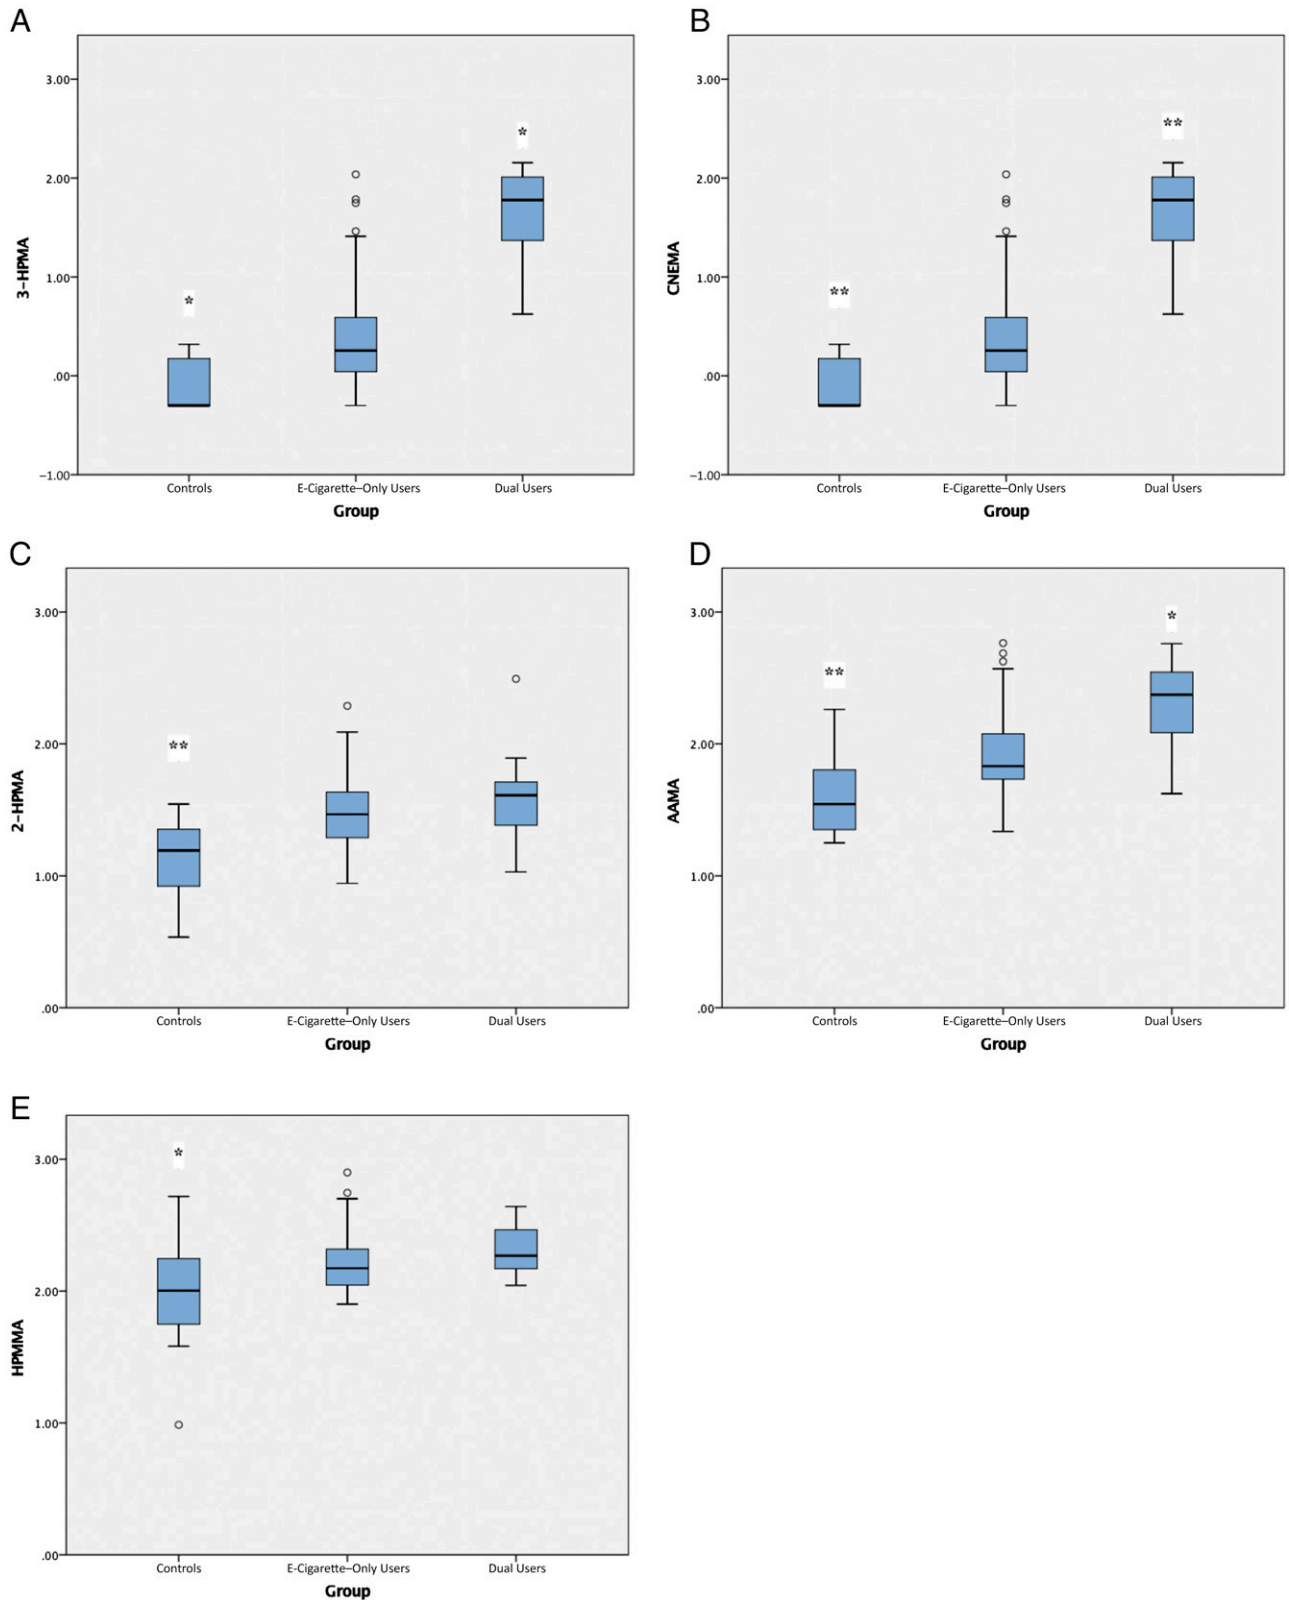 A
3-HPMA
3.00
2.00
1.00
.00
−1.00
*
*
Controls
E-Cigarette–Only Users
Dual Users
Group
B
CNEMA
3.00
2.00
1.00
.00
−1.00
**
**
Controls
E-Cigarette–Only Users
Dual Users
Group
C
2-HPMA
3.00
2.00
1.00
.00
**
Controls
E-Cigarette–Only Users
Dual Users
Group
D
AAMA
3.00
2.00
1.00
.00
**
*
Controls
E-Cigarette–Only Users
Dual Users
Group
E
HPMMA
3.00
2.00
1.00
.00
*
Controls
E-Cigarette–Only Users
Dual Users
Group